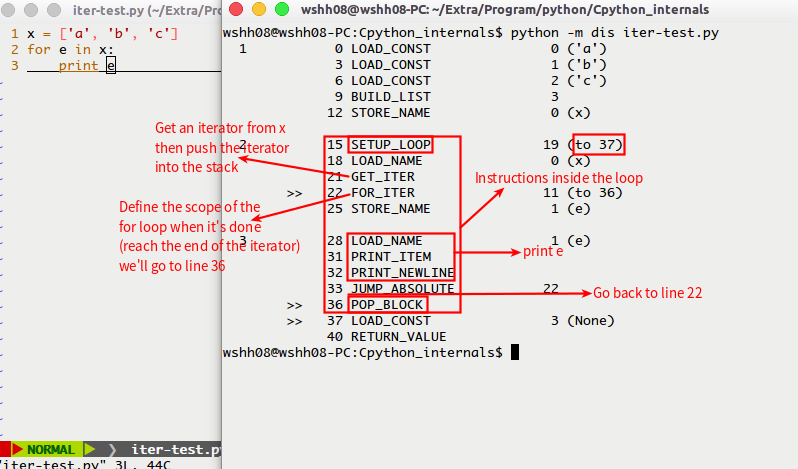 iter-test.py (~/Extra/Pro
1 x = ['a', 'b', 'c']
2 for e in x:
3     print e
NORMAL iter-test.py
"iter-test.py" 3L, 44C
wshh08@wshh08-PC: ~/Extra/Program/python/Cpython_internals
wshh08@wshh08-PC:Cpython_internals$ python -m dis iter-test.py
1 0 LOAD_CONST 0 ('a')
3 LOAD_CONST 1 ('b')
6 LOAD_CONST 2 ('c')
9 BUILD_LIST 3
12 STORE_NAME 0 (x)
2 15 SETUP_LOOP 19 (to 37)
18 LOAD_NAME 0 (x)
21 GET_ITER
>> 22 FOR_ITER 11 (to 36)
25 STORE_NAME 1 (e)
3 28 LOAD_NAME 1 (e)
31 PRINT_ITEM
32 PRINT_NEWLINE
33 JUMP_ABSOLUTE 22
>> 36 POP_BLOCK
>> 37 LOAD_CONST 3 (None)
40 RETURN_VALUE
wshh08@wshh08-PC:Cpython_internals$
Get an iterator from x
then push the iterator
into the stack
Define the scope of the
for loop when it's done
(reach the end of the iterator)
we'll go to line 36
Instructions inside the loop
print e
Go back to line 22